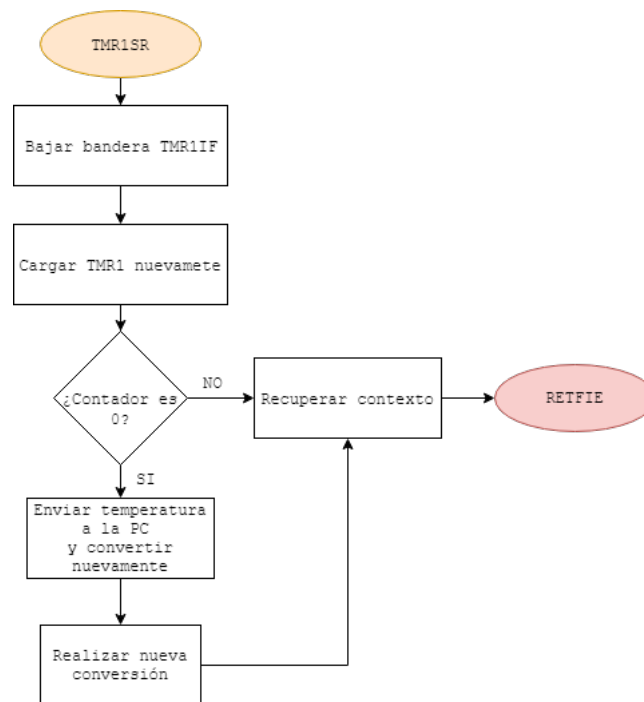 TMR1SR
Bajar bandera TMR1IF
Cargar TMR1 nuevamete
¿Contador es
0?
NO
Recuperar contexto
RETFIE
SI
Enviar temperatura
a la PC
y convertir
nuevamente
Realizar nueva
conversión